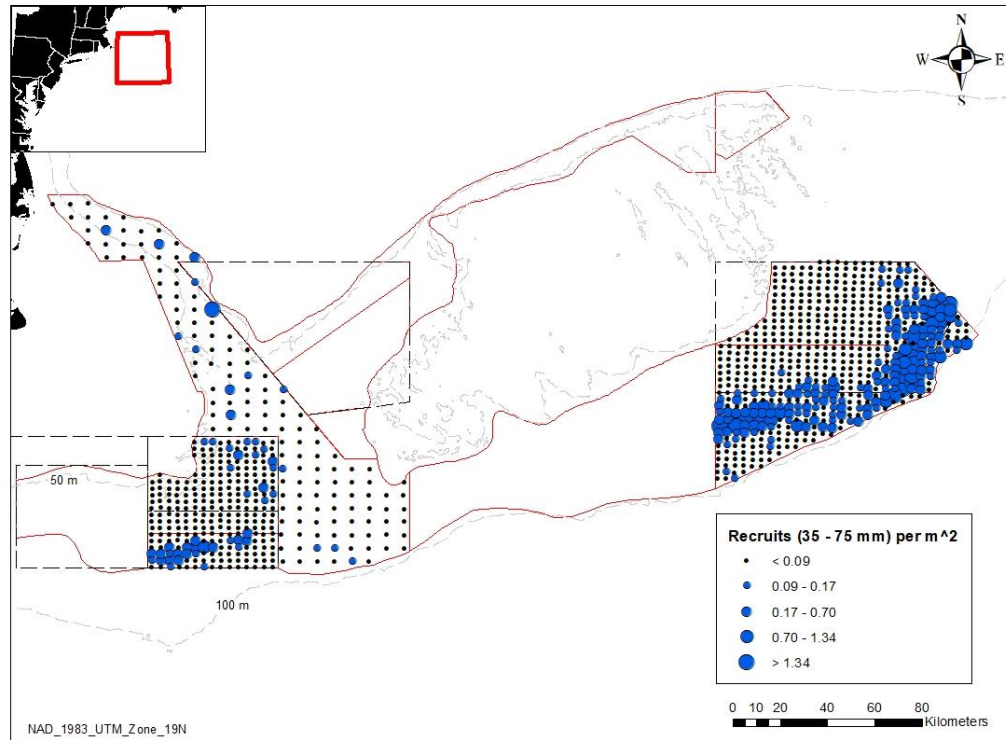 N
W E
S
50 m
100 m
Recruits (35 - 75 mm) per m^2
< 0.09
0.09 - 0.17
0.17 - 0.70
0.70 - 1.34
> 1.34
0 10 20 40 60 80
Kilometers
NAD_1983_UTM_Zone_19N